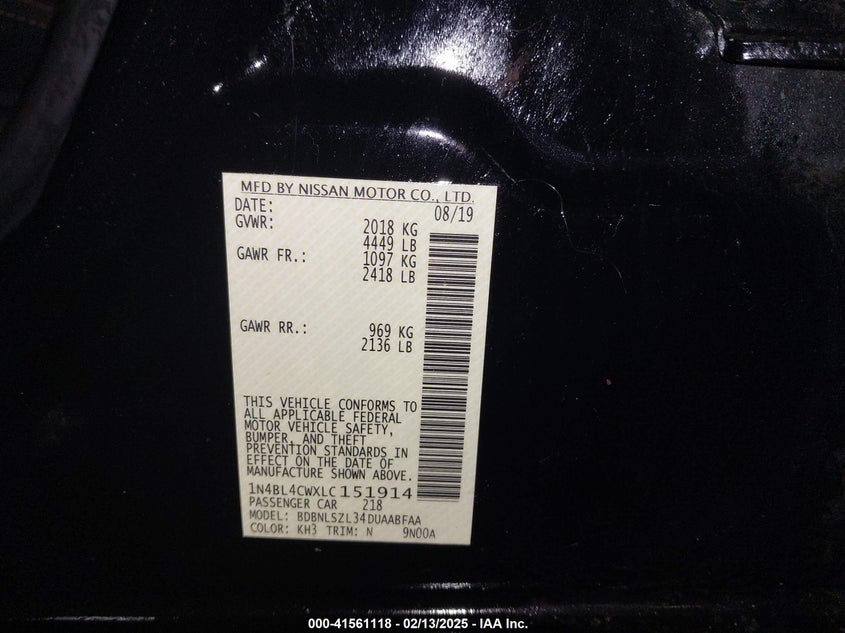 MFD BY NISSAN MOTOR CO., LTD.
DATE: 08/19
GVWR: 2018 KG
4449 LB
GAWR FR.: 1097 KG
2418 LB
GAWR RR.: 969 KG
2136 LB
THIS VEHICLE CONFORMS TO
ALL APPLICABLE FEDERAL
MOTOR VEHICLE SAFETY,
BUMPER, AND THEFT
PREVENTION STANDARDS IN
EFFECT ON THE DATE OF
MANUFACTURE SHOWN ABOVE.
1N4BL4CWXLC151914
PASSENGER CAR 218
MODEL: BDBNLSZL34DUAABFAA
COLOR: KH3 TRIM: N 9N00A
000-41561118 - 02/13/2025 - IAA Inc.